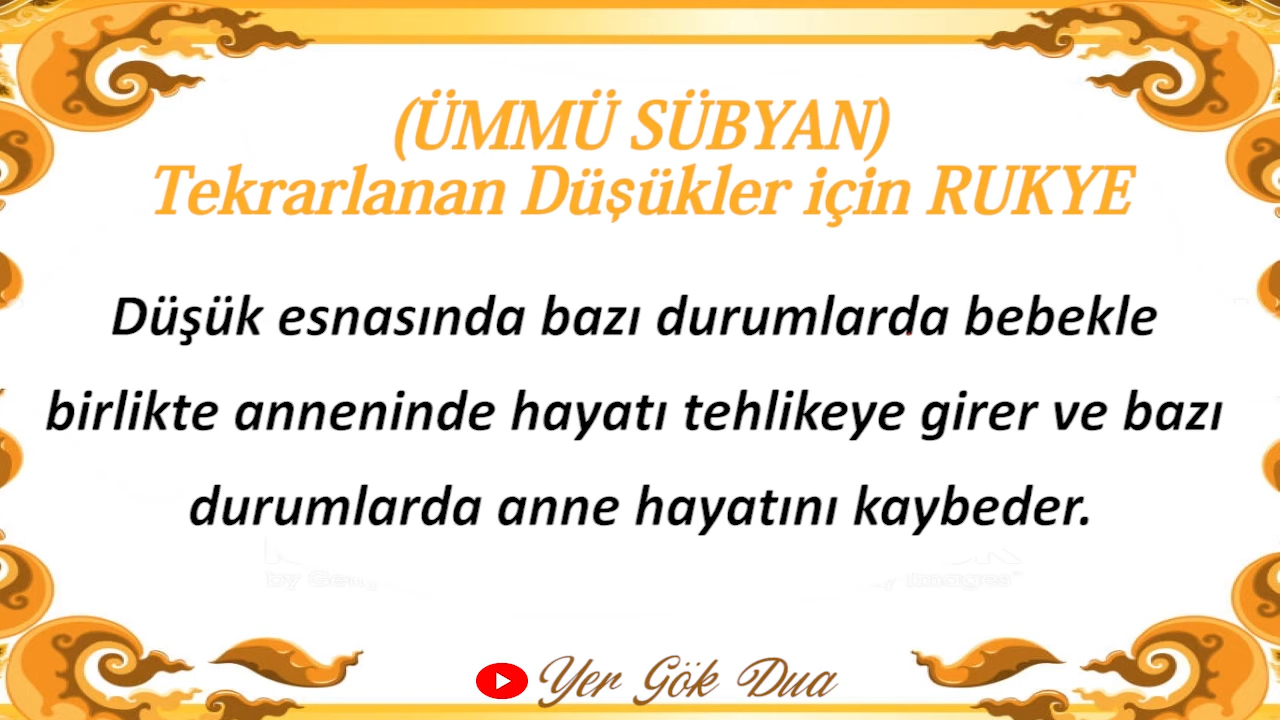 (ÜMMÜ SÜBYAN)
Tekrarlanan Düşükler için RUKYE
Düşük esnasında bazı durumlarda bebekle
birlikte anneninde hayatı tehlikeye girer ve bazı
durumlarda anne hayatını kaybeder.
Yer Gök Dua